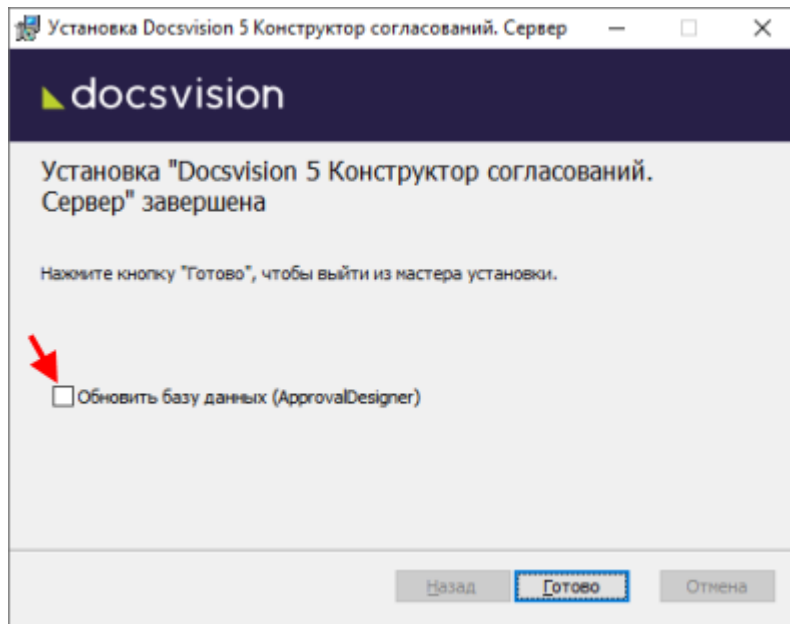 Установка Docsvision 5 Конструктор согласований. Сервер
docsvision
Установка "Docsvision 5 Конструктор согласований.
Сервер" завершена
Нажмите кнопку "Готово", чтобы выйти из мастера установки.
Обновить базу данных (ApprovalDesigner)
Назад Готово Отмена